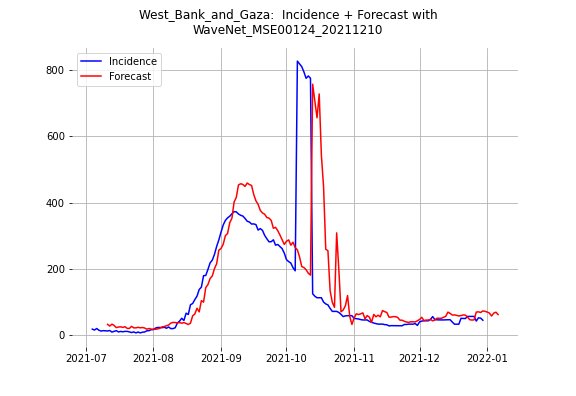 West_Bank_and_Gaza:  Incidence + Forecast with
WaveNet_MSE00124_20211210
Incidence
Forecast
800
600
400
200
0
2021-07 2021-08 2021-09 2021-10 2021-11 2021-12 2022-01